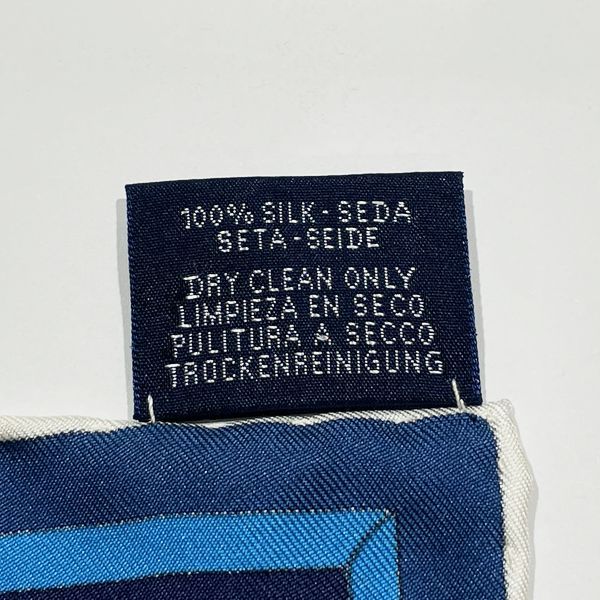 100% SILK - SEDA
SETA - SEIDE
DRY CLEAN ONLY
LIMPIEZA EN SECO
PULITURA A SECCO
TROCKENREINIGUNG